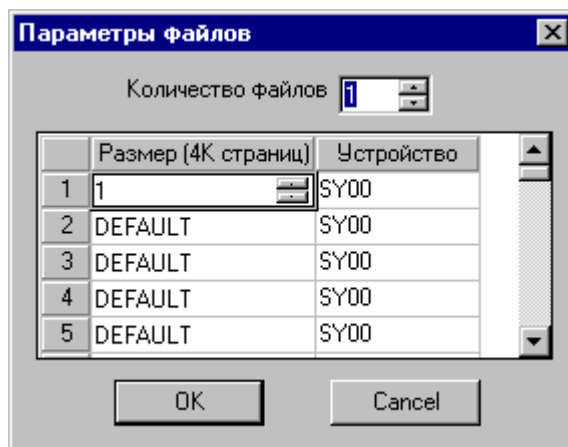 Параметры файлов
Количество файлов 1
Размер (4К страниц) Устройство
1 1 SY00
2 DEFAULT SY00
3 DEFAULT SY00
4 DEFAULT SY00
5 DEFAULT SY00
OK Cancel